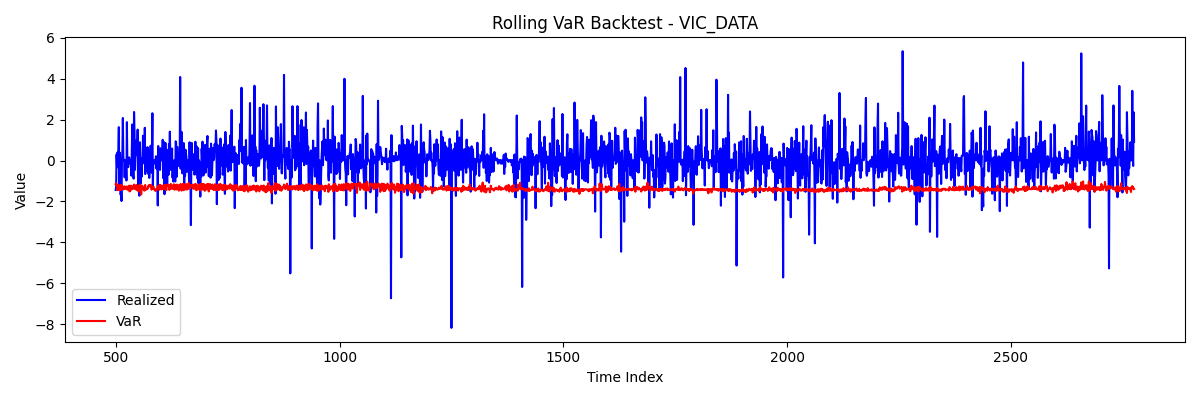 Rolling VaR Backtest - VIC_DATA
Value
6
4
2
0
−2
−4
−6
−8
Realized
VaR
500
1000
1500
2000
2500
Time Index